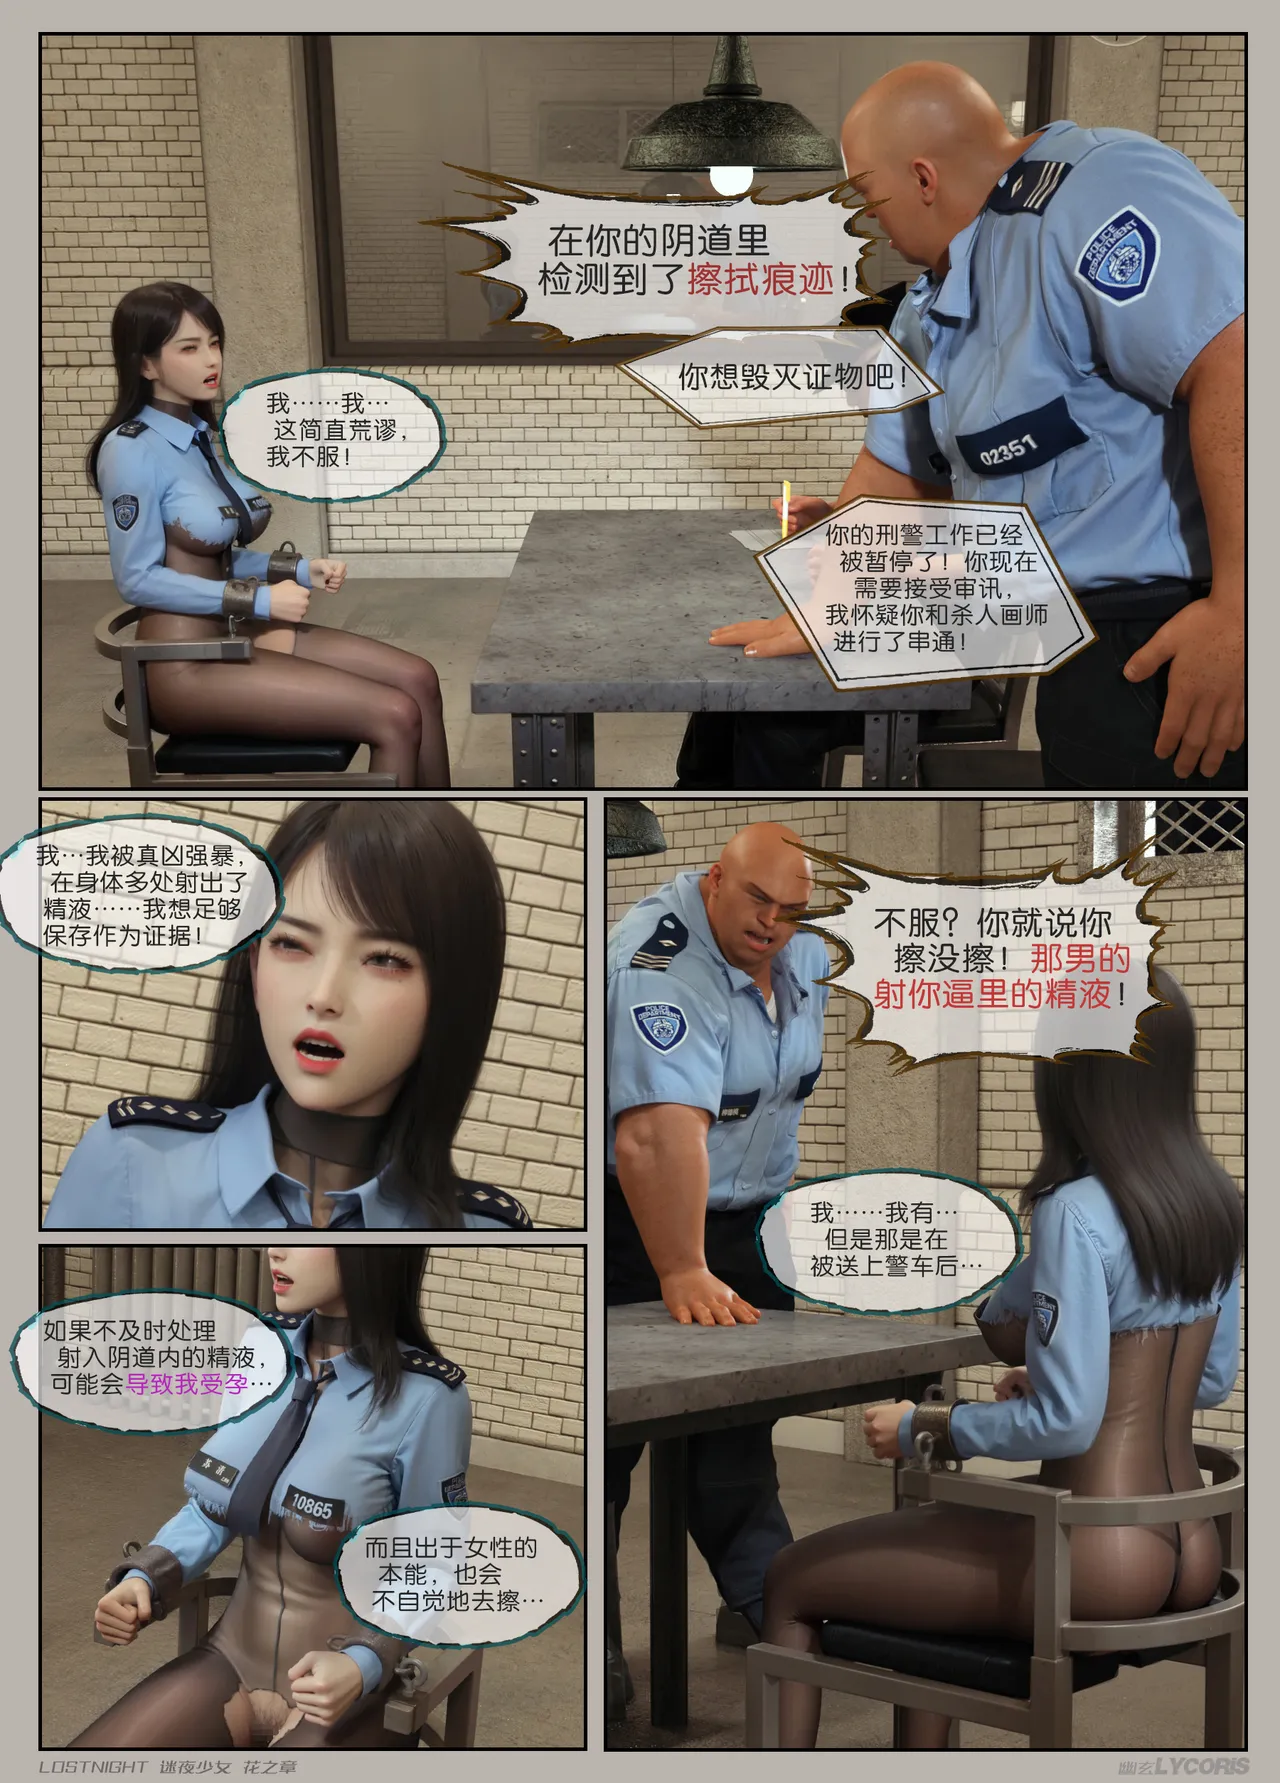 在你的阴道里
检测到了擦拭痕迹！
你想毁灭证物吧！
我……我…
这简直荒谬，
我不服！
02351
你的刑警工作已经
被暂停了！你现在
需要接受审讯，
我怀疑你和杀人画师
进行了串通！
POLICE
DEPARTMENT
我…我被真凶强暴，
在身体多处射出了
精液……我想足够
保存作为证据！
不服？你就说你
擦没擦！那男的
射你逼里的精液！
POLICE
DEPARTMENT
我……我有…
但是那是在
被送上警车后…
如果不及时处理
射入阴道内的精液，
可能会导致我受孕…
10865
而且出于女性的
本能，也会
不自觉地去擦…
LOSTNIGHT 迷夜少女 花之章
幽玄LYCORIS